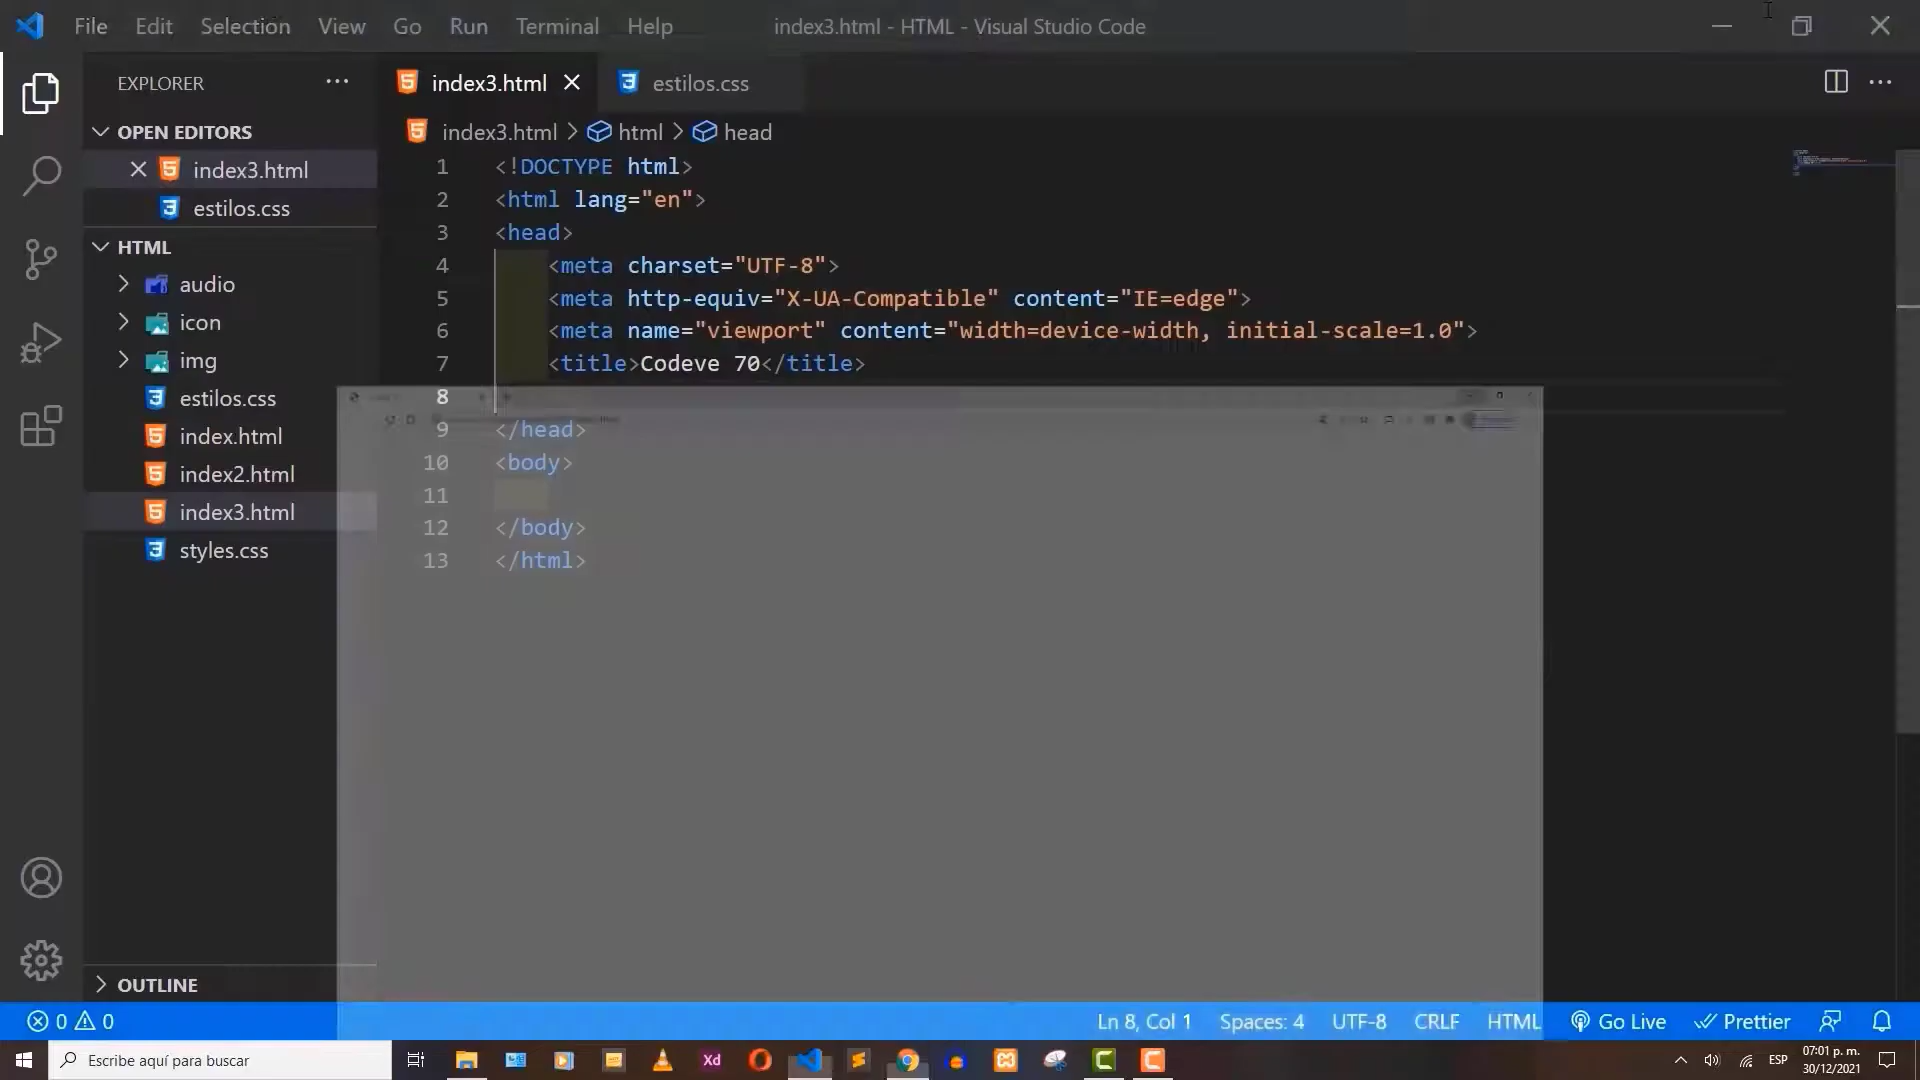 File Edit Selection View Go Run Terminal Help
index3.html - HTML - Visual Studio Code
EXPLORER
OPEN EDITORS
index3.html
estilos.css
HTML
audio
icon
img
estilos.css
index.html
index2.html
index3.html
styles.css
OUTLINE
index3.html
estilos.css
index3.html > html > head
1 <!DOCTYPE html>
2 <html lang="en">
3 <head>
4 <meta charset="UTF-8">
5 <meta http-equiv="X-UA-Compatible" content="IE=edge">
6 <meta name="viewport" content="width=device-width, initial-scale=1.0">
7 <title>Codeve 70</title>
8
9 </head>
10 <body>
11
12 </body>
13 </html>
0 0
Ln 8, Col 1 Spaces: 4 UTF-8 CRLF HTML Go Live Prettier
Escribe aquí para buscar
Xd
ESP
07:01 p. m.
30/12/2021